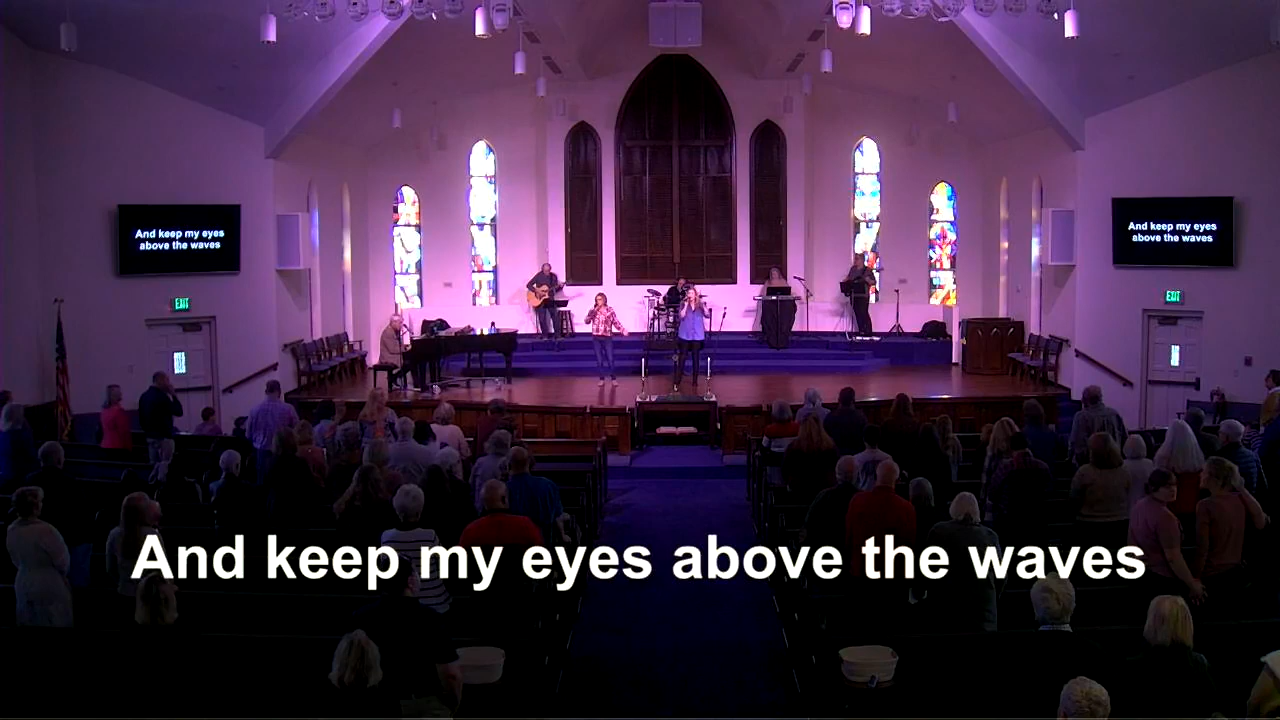 And keep my eyes
above the waves
And keep my eyes
above the waves
EXIT
EXIT
And keep my eyes above the waves